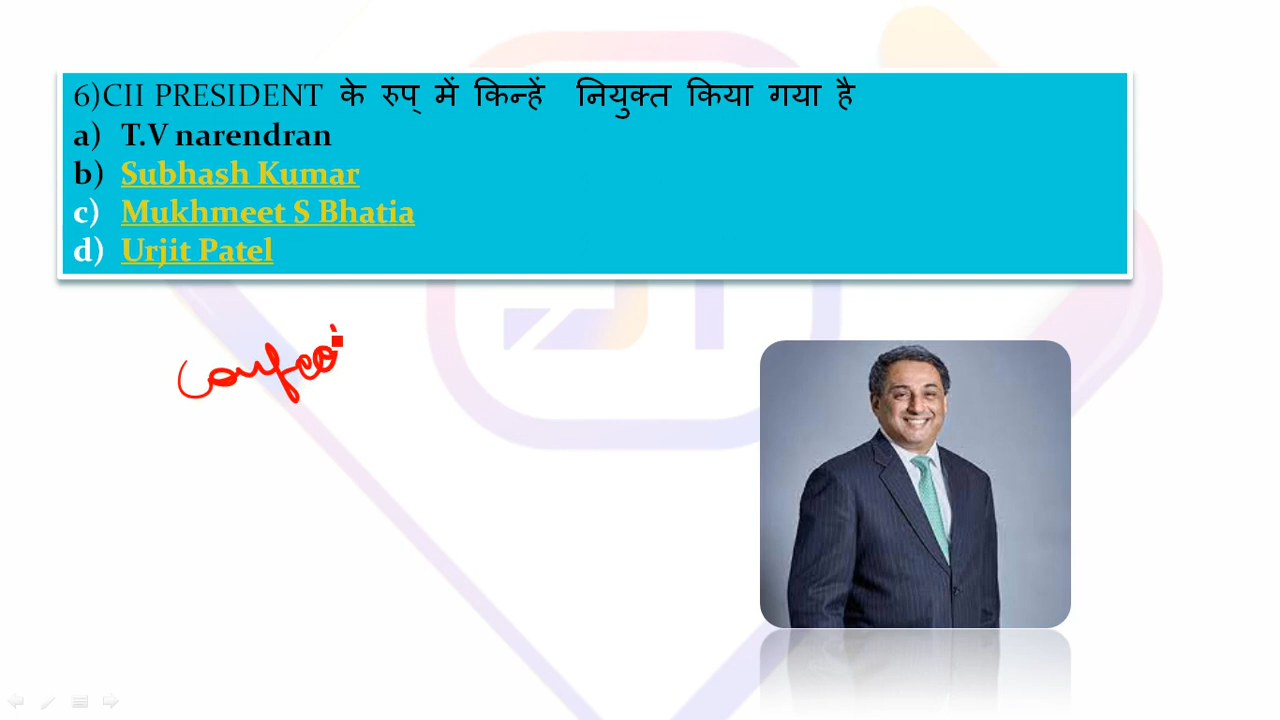 6)CII PRESIDENT के रुप् में किन्हें नियुक्त किया गया है
a) T.V narendran
b) Subhash Kumar
c) Mukhmeet S Bhatia
d) Urjit Patel